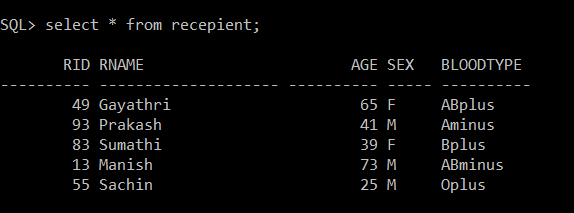 SQL> select * from recepient;
RID RNAME AGE SEX BLOODTYPE
---------- -------------------- ---------- ----- ----------
49 Gayathri 65 F ABplus
93 Prakash 41 M Aminus
83 Sumathi 39 F Bplus
13 Manish 73 M ABminus
55 Sachin 25 M Oplus